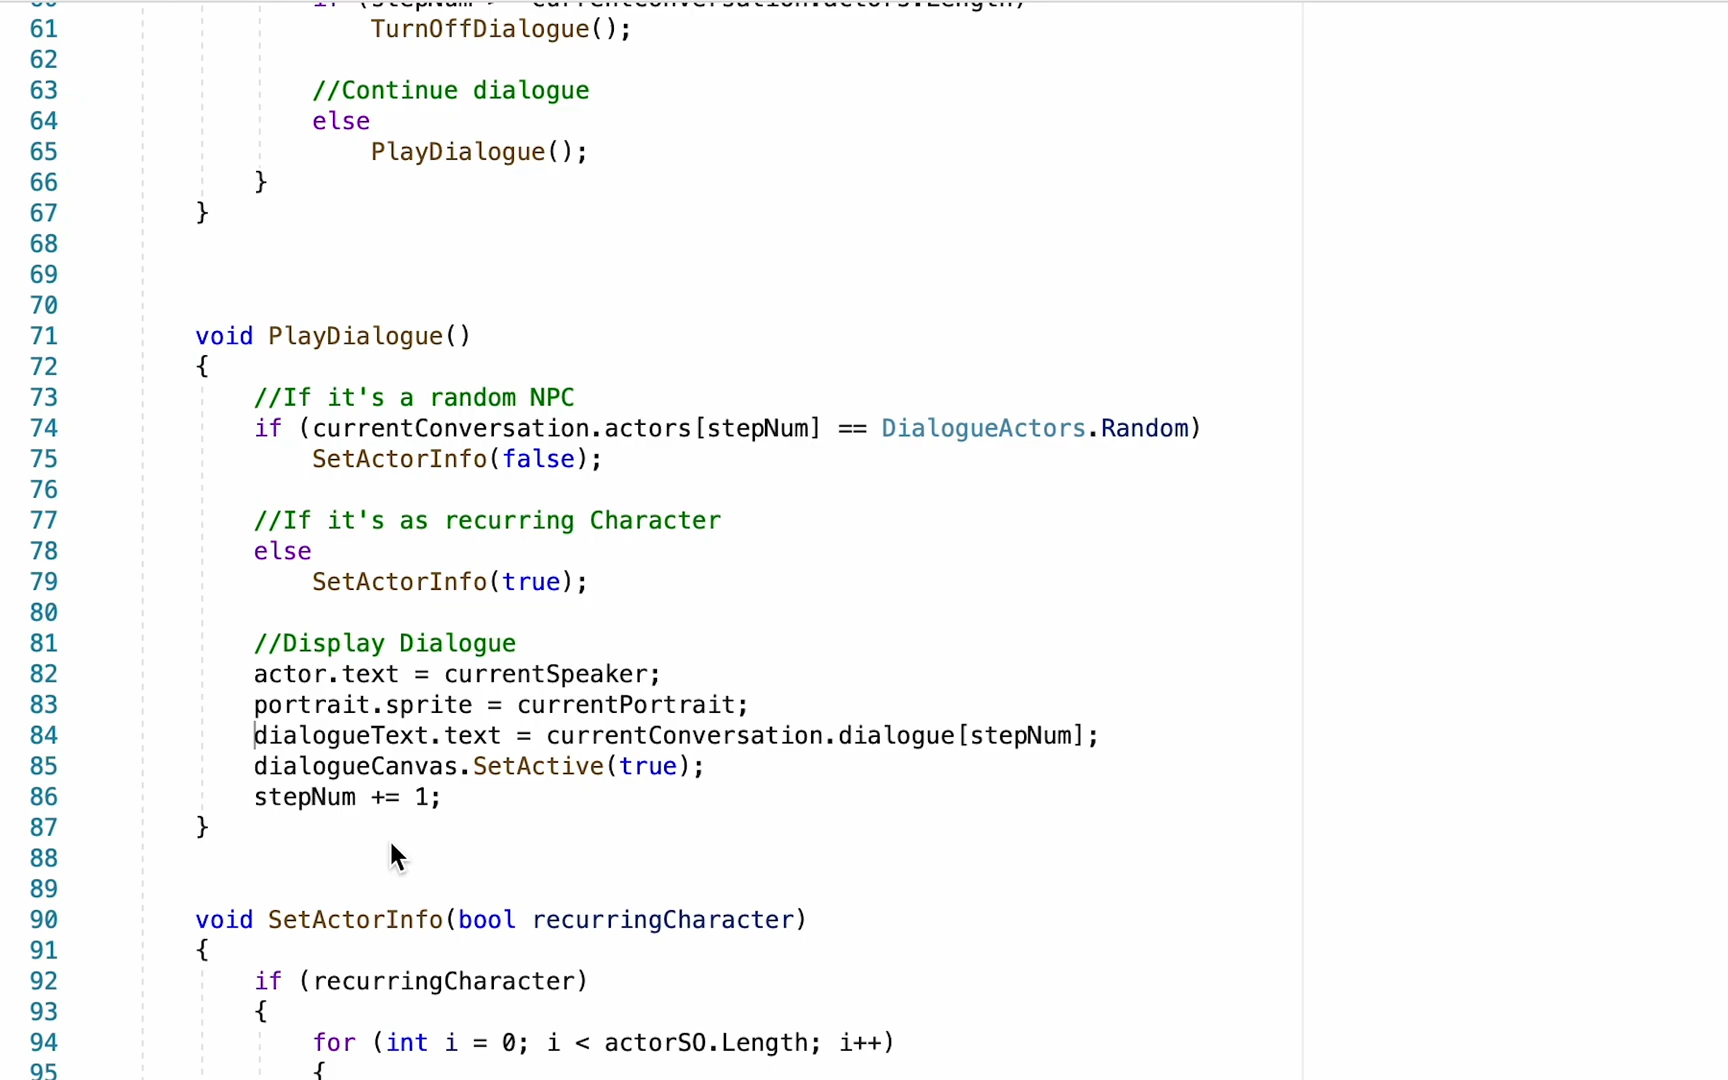 61 TurnOffDialogue();
62
63 //Continue dialogue
64 else
65 PlayDialogue();
66 }
67 }
68
69
70
71 void PlayDialogue()
72 {
73 //If it's a random NPC
74 if (currentConversation.actors[stepNum] == DialogueActors.Random)
75 SetActorInfo(false);
76
77 //If it's as recurring Character
78 else
79 SetActorInfo(true);
80
81 //Display Dialogue
82 actor.text = currentSpeaker;
83 portrait.sprite = currentPortrait;
84 dialogueText.text = currentConversation.dialogue[stepNum];
85 dialogueCanvas.SetActive(true);
86 stepNum += 1;
87 }
88
89
90 void SetActorInfo(bool recurringCharacter)
91 {
92 if (recurringCharacter)
93 {
94 for (int i = 0; i < actorSO.Length; i++)
95 {